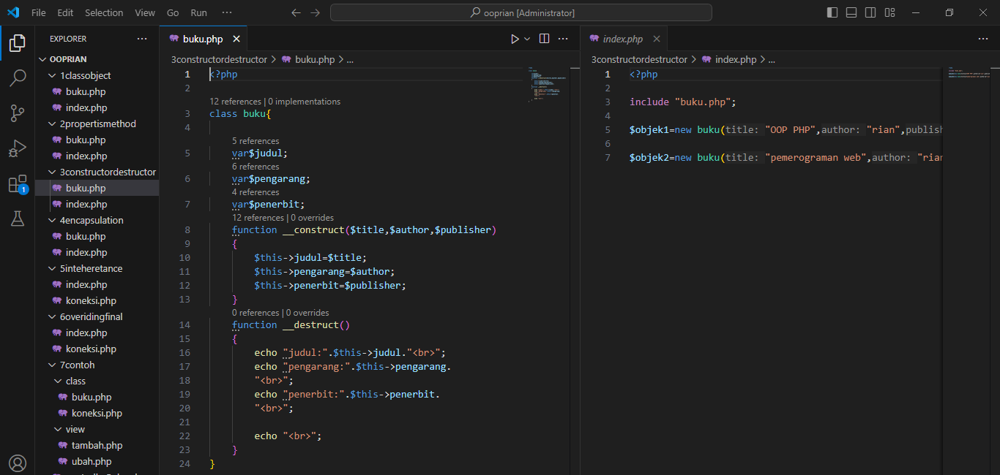 File Edit Selection View Go Run ··· ooprian [Administrator]
EXPLORER ···
OOPRIAN
1classobject
buku.php
index.php
2propertismethod
buku.php
index.php
3constructordestructor
buku.php
index.php
4encapsulation
buku.php
index.php
5inteheretance
index.php
koneksi.php
6overidingfinal
index.php
koneksi.php
7contoh
class
buku.php
koneksi.php
view
tambah.php
ubah.php
1
buku.php
3constructordestructor > buku.php > ...
1 <?php
2
12 references | 0 implementations
3 class buku{
4
5 references
5 var$judul;
6 references
6 var$pengarang;
4 references
7 var$penerbit;
12 references | 0 overrides
8 function __construct($title,$author,$publisher)
9 {
10 $this->judul=$title;
11 $this->pengarang=$author;
12 $this->penerbit=$publisher;
13 }
0 references | 0 overrides
14 function __destruct()
15 {
16 echo "judul:".$this->judul."<br>";
17 echo "pengarang:".$this->pengarang.
18 "<br>";
19 echo "penerbit:".$this->penerbit.
20 "<br>";
21
22 echo "<br>";
23 }
24 }
index.php
3constructordestructor > index.php > ...
1 <?php
2
3 include "buku.php";
4
5 $objek1=new buku(title: "OOP PHP",author: "rian",publish
6
7 $objek2=new buku(title: "pemerograman web",author: "rian